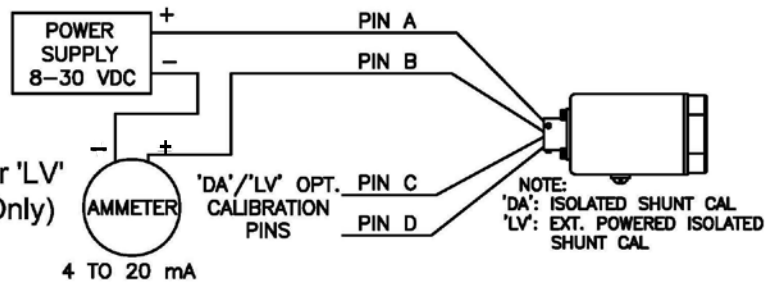 POWER
SUPPLY
8-30 VDC
+
-
PIN A
PIN B
-
+
r 'LV'
Only)
AMMETER
4 TO 20 mA
'DA'/'LV' OPT.
CALIBRATION
PINS
PIN C
PIN D
NOTE:
'DA': ISOLATED SHUNT CAL
'LV': EXT. POWERED ISOLATED
SHUNT CAL